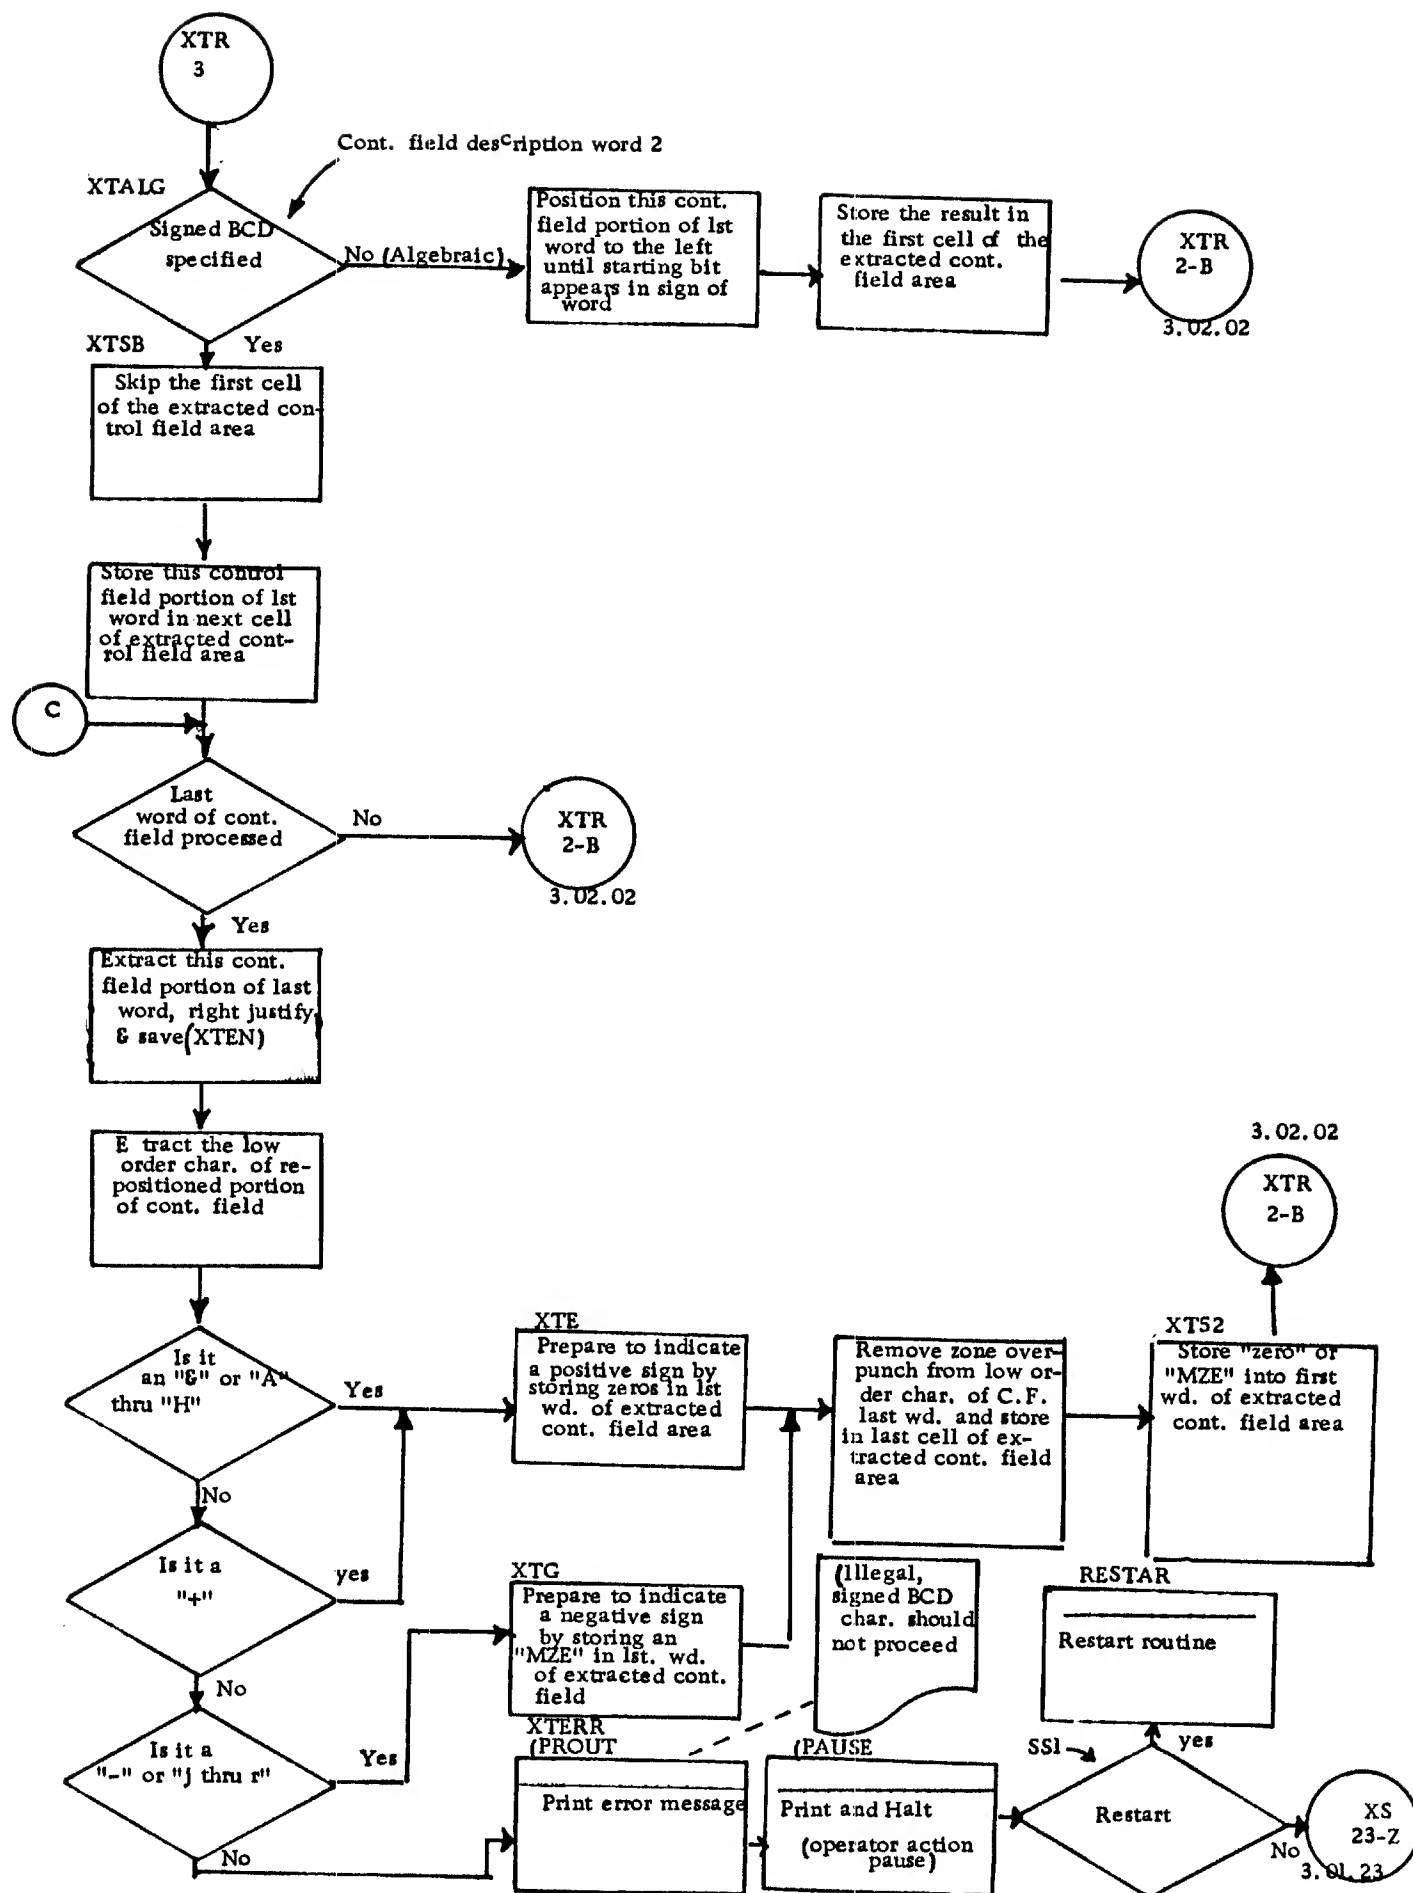 XTR
3
Cont. field description word 2
XTALG
Signed BCD
specified
No (Algebraic)
Position this cont.
field portion of 1st
word to the left
until starting bit
appears in sign of
word
Store the result in
the first cell of the
extracted cont.
field area
XTR
2-B
3.02.02
XTSB
Yes
Skip the first cell
of the extracted con-
trol field area
Store this control
field portion of 1st
word in next cell
of extracted cont-
rol field area
C
Last
word of cont.
field processed
No
XTR
2-B
3.02.02
Yes
Extract this cont.
field portion of last
word, right justify
& save(XTEN)
E tract the low
order char. of re-
positioned portion
of cont. field
3.02.02
XTR
2-B
Is it
an "&" or "A"
thru "H"
Yes
XTE
Prepare to indicate
a positive sign by
storing zeros in 1st
wd. of extracted
cont. field area
Remove zone over-
punch from low or-
der char. of C.F.
last wd. and store
in last cell of ex-
tracted cont. field
area
XT52
Store "zero" or
"MZE" into first
wd. of extracted
cont. field area
No
Is it a
"+"
yes
XTG
Prepare to indicate
a negative sign
by storing an
"MZE" in 1st. wd.
of extracted cont.
field
(Illegal,
signed BCD
char. should
not proceed
RESTAR
Restart routine
No
Is it a
"-" or "j thru r"
Yes
XTERR
(PROUT
Print error message
(PAUSE
Print and Halt
(operator action
pause)
SS1
yes
Restart
No
XS
23-Z
3.01.23
No